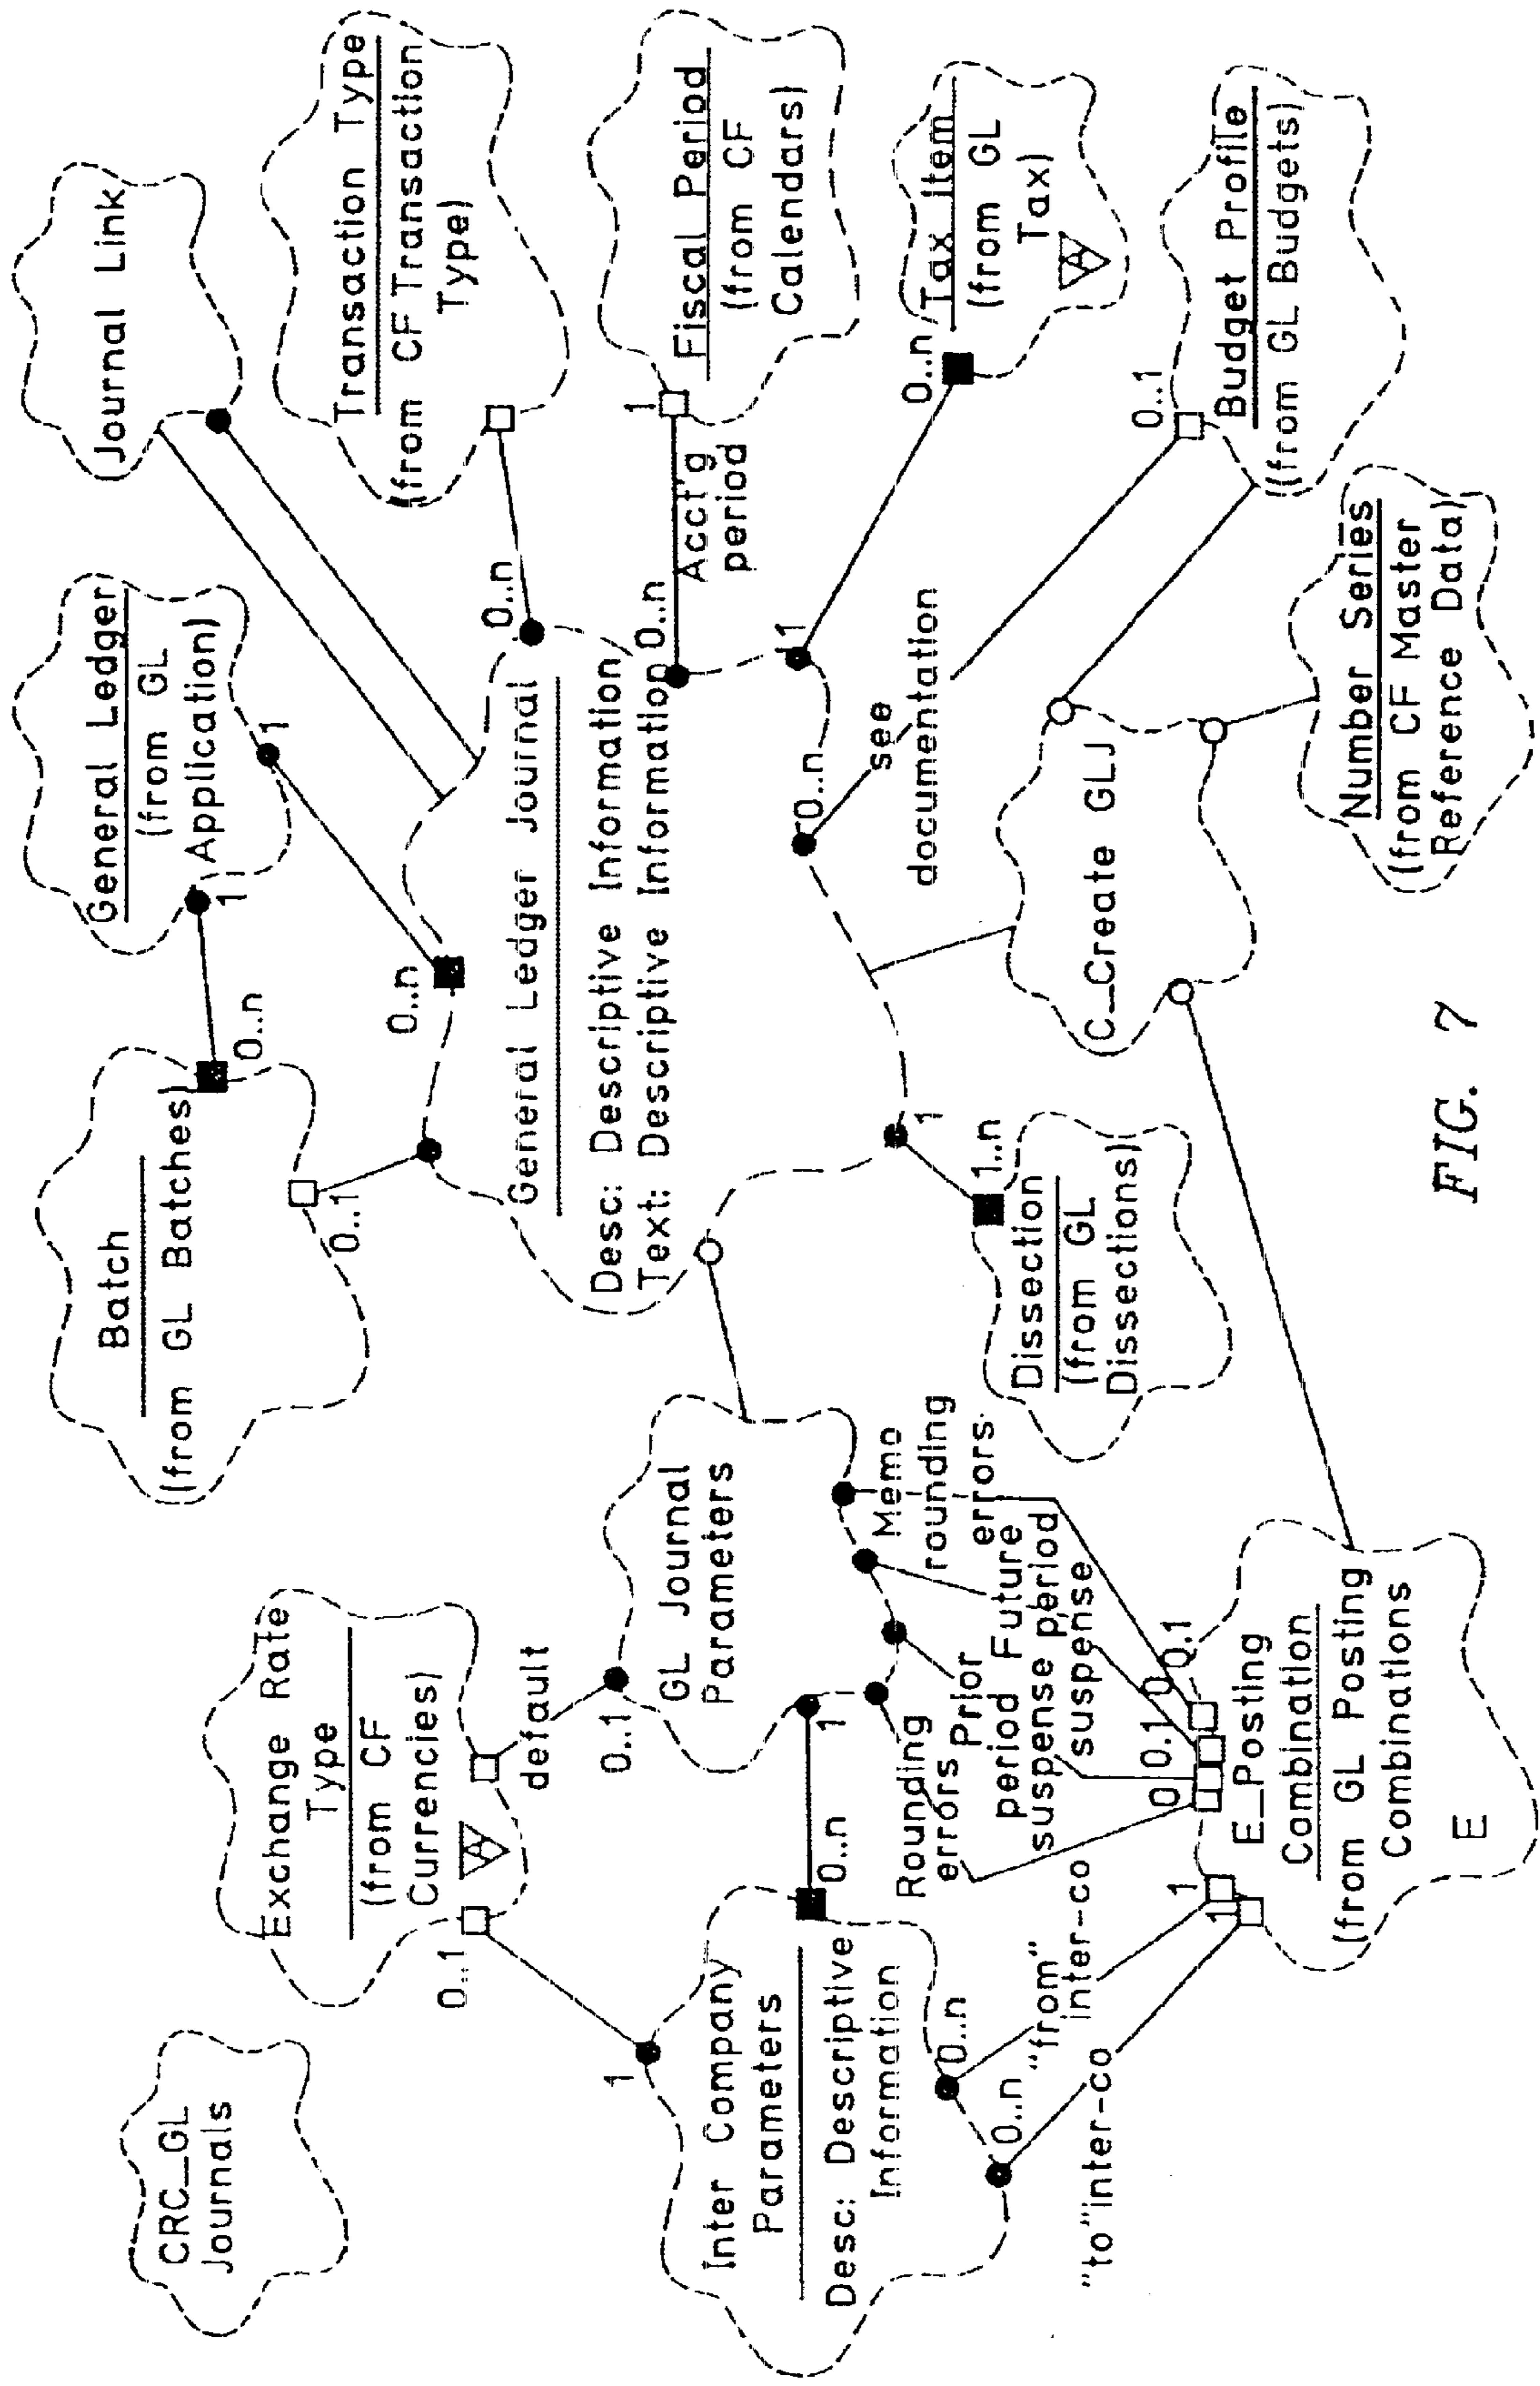 CRC_GL
Journals
Exchange Rate
Type
(from CF
Currencies)
A
0..1
default
0..1
1
Inter Company
Parameters
Desc: Descriptive
Information
0..n
1
GL Journal
Parameters
0..n
"from"
inter-co
0..n
"to"inter-co
Rounding
errors
Prior
period
suspense
Future
period
suspense
Memo
rounding
errors
1
1
0
0.1
0.1
0.1
E_Posting
Combination
(from GL Posting
Combinations
E
Batch
(from GL Batches)
0..n
0..1
General Ledger
(from GL
Application)
1
1
0..n
Journal Link
General Ledger Journal
Desc: Descriptive Information
Text: Descriptive Information
0..n
Transaction Type
(from CF Transaction
Type)
0..n
Acct'g
period
1
Fiscal Period
(from CF
Calendars)
1
0..n
Tax Item
(from GL
Tax)
A
0..n
see
documentation
0..1
Budget Profile
(from GL Budgets)
1
1..n
Dissection
(from GL
Dissections)
C_Create GLJ
Number Series
(from CF Master
Reference Data)
FIG. 7